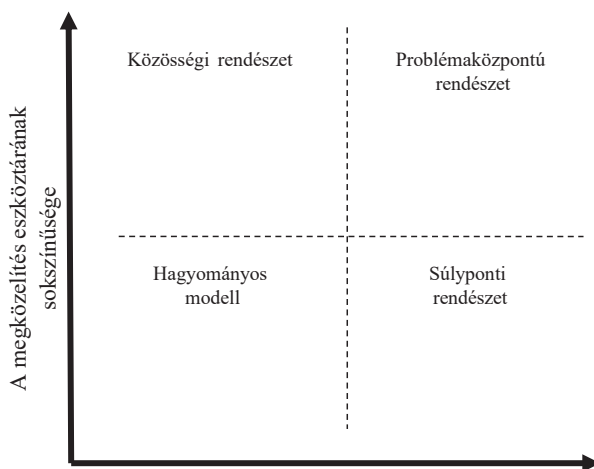 Közösségi rendészet
Problémaközpontú
rendészet
A megközelítés eszköztárának
sokszínűsége
Hagyományos
modell
Súlyponti
rendészet